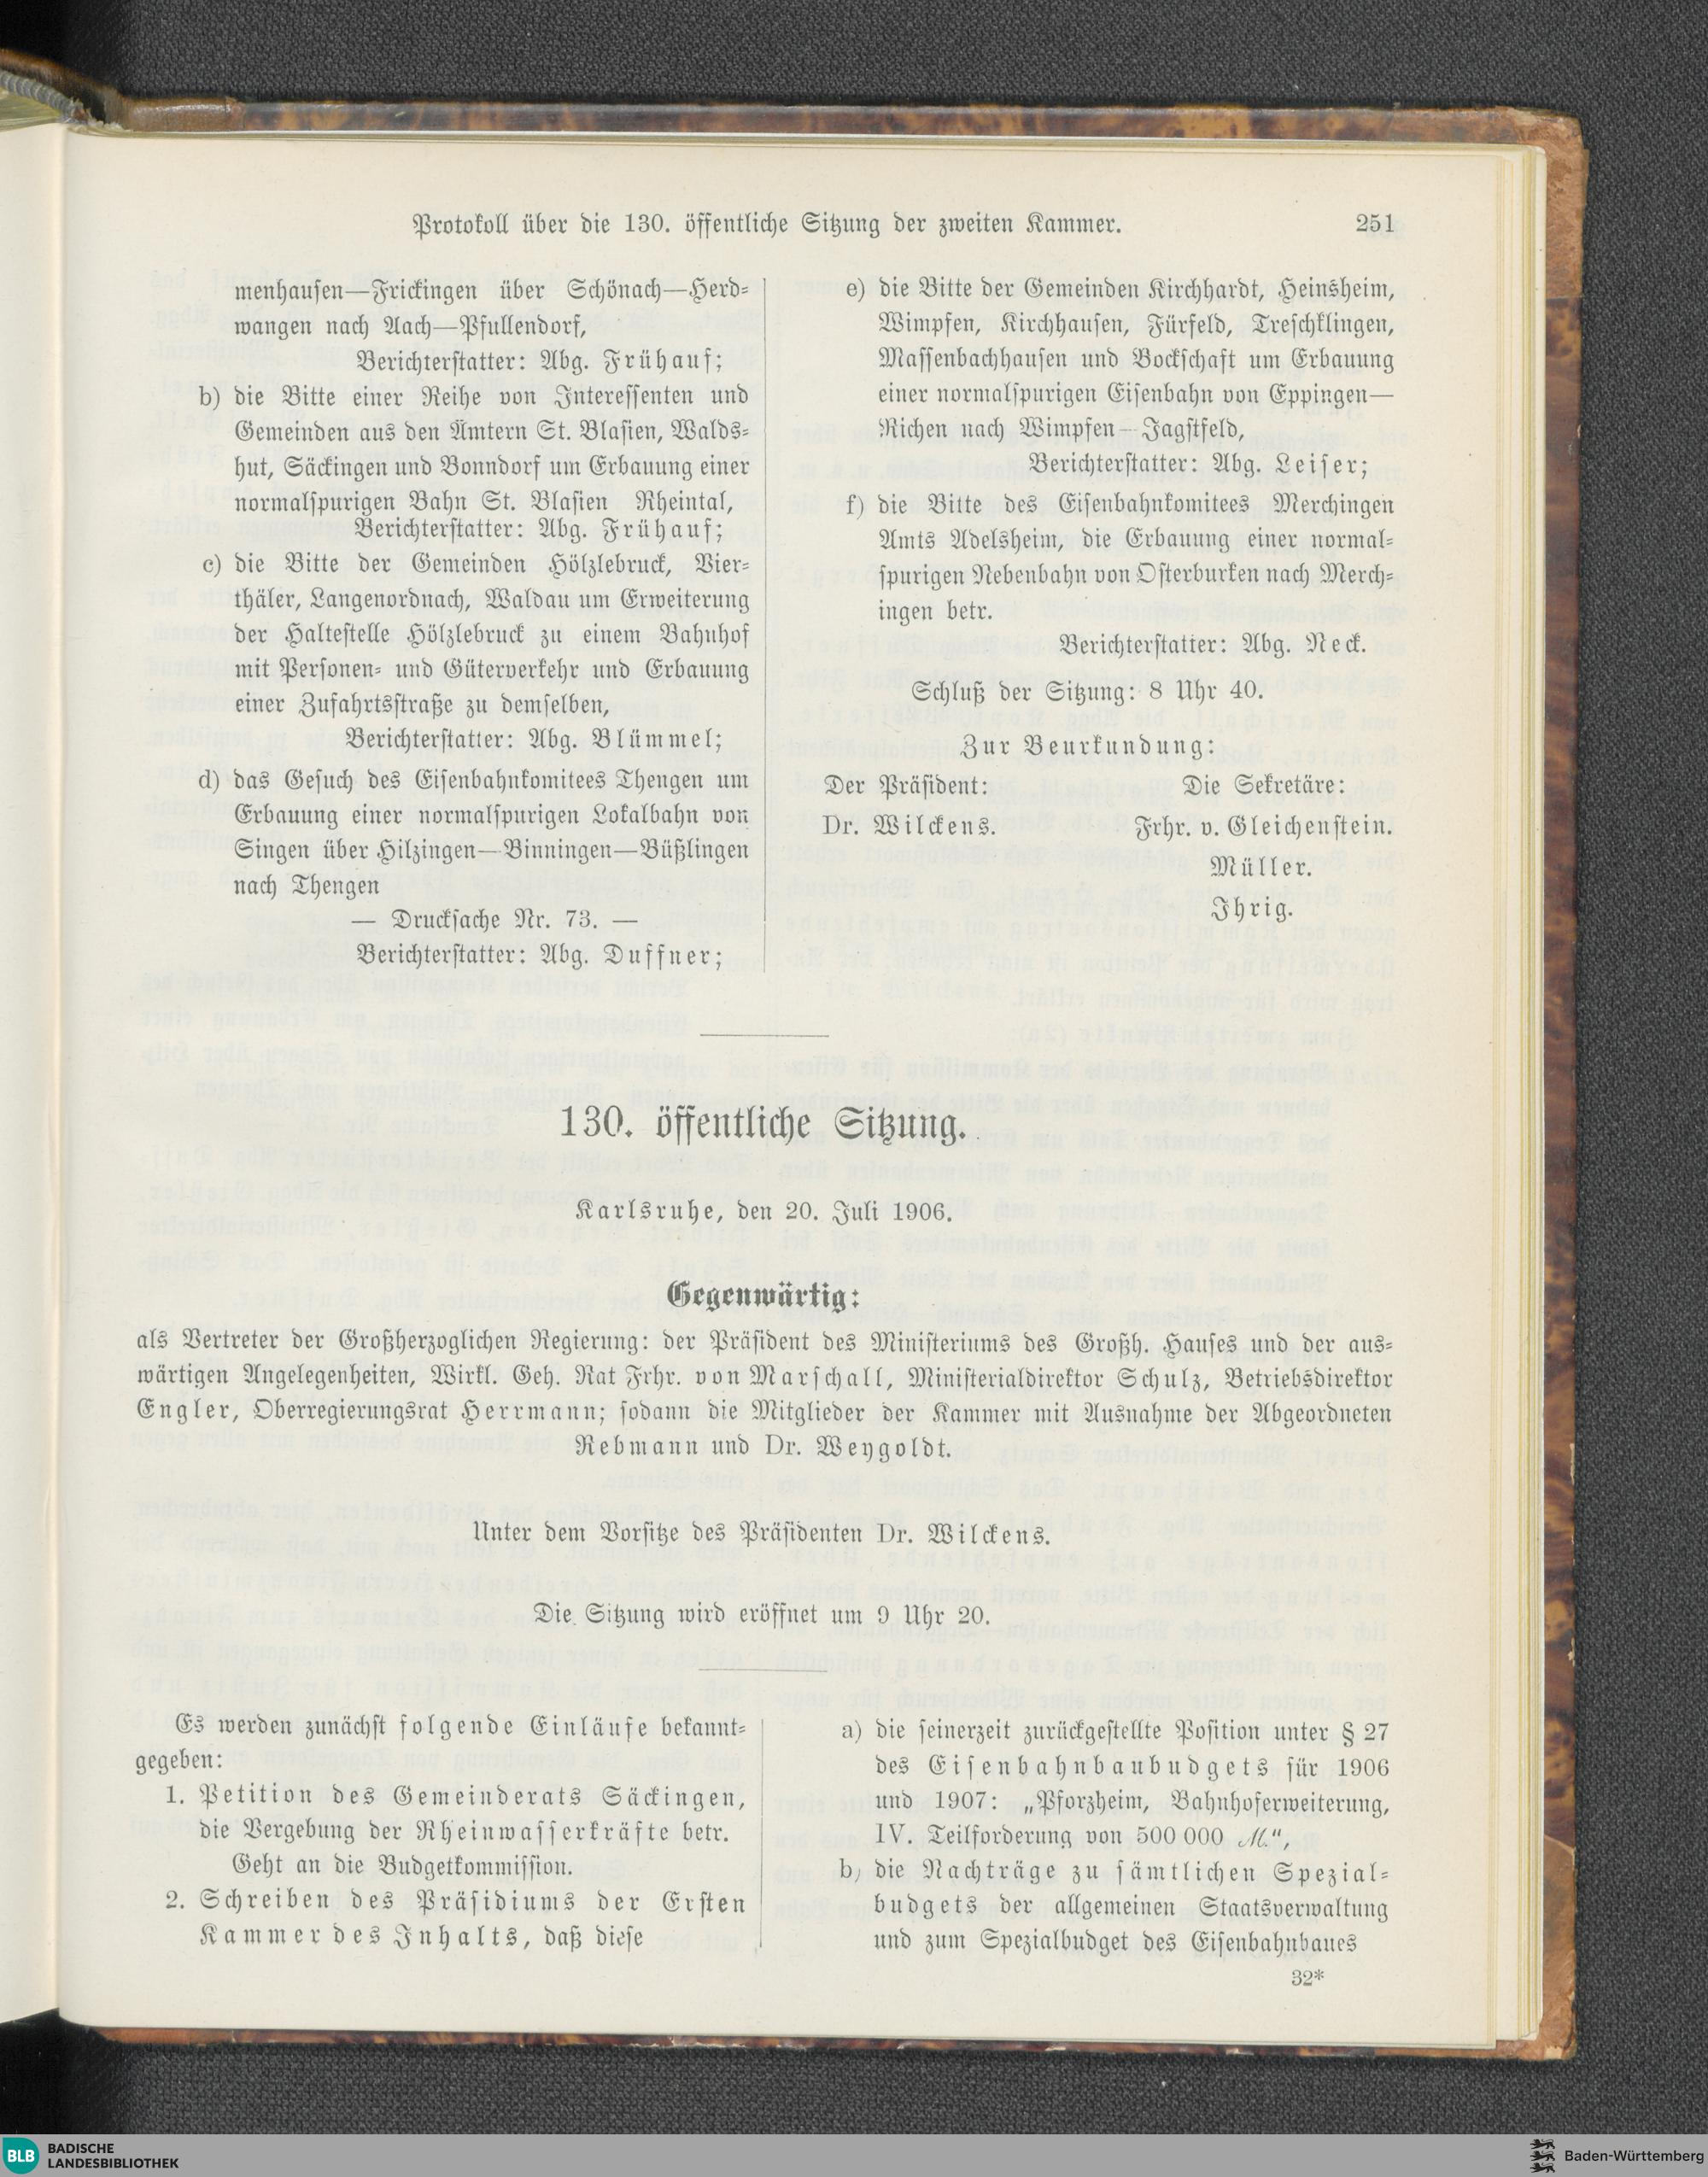 Protokoll über die 130. öffentliche Sitzung der zweiten Kammer. 251
menhausen—Frickingen über Schönach—Herd-
wangen nach Aach—Pfullendorf,
Berichterstatter: Abg. Frühauf;
b) die Bitte einer Reihe von Interessenten und
Gemeinden aus den Ämtern St. Blasien, Walds-
hut, Säckingen und Bonndorf um Erbauung einer
normalspurigen Bahn St. Blasien Rheintal,
Berichterstatter: Abg. Frühauf;
c) die Bitte der Gemeinden Hölzlebruck, Vier-
thäler, Langenordnach, Waldau um Erweiterung
der Haltestelle Hölzlebruck zu einem Bahnhof
mit Personen- und Güterverkehr und Erbauung
einer Zufahrtsstraße zu demselben,
Berichterstatter: Abg. Blümmel;
d) das Gesuch des Eisenbahnkomitees Thengen um
Erbauung einer normalspurigen Lokalbahn von
Singen über Hilzingen—Binningen—Büßlingen
nach Thengen
— Drucksache Nr. 73. —
Berichterstatter: Abg. Duffner;
e) die Bitte der Gemeinden Kirchhardt, Heinsheim,
Wimpfen, Kirchhausen, Fürfeld, Treschklingen,
Massenbachhausen und Bockschaft um Erbauung
einer normalspurigen Eisenbahn von Eppingen—
Richen nach Wimpfen—Jagstfeld,
Berichterstatter: Abg. Leiser;
f) die Bitte des Eisenbahnkomitees Merchingen
Amts Adelsheim, die Erbauung einer normal-
spurigen Nebenbahn von Osterburken nach Merch-
ingen betr.
Berichterstatter: Abg. Neck.
Schluß der Sitzung: 8 Uhr 40.
Zur Beurkundung:
Der Präsident: Die Sekretäre:
Dr. Wilckens. Frhr. v. Gleichenstein.
Müller.
Ihrig.
130. öffentliche Sitzung.
Karlsruhe, den 20. Juli 1906.
Gegenwärtig:
als Vertreter der Großherzoglichen Regierung: der Präsident des Ministeriums des Großh. Hauses und der aus-
wärtigen Angelegenheiten, Wirkl. Geh. Rat Frhr. von Marschall, Ministerialdirektor Schulz, Betriebsdirektor
Engler, Oberregierungsrat Herrmann; sodann die Mitglieder der Kammer mit Ausnahme der Abgeordneten
Rebmann und Dr. Weygoldt.
Unter dem Vorsitze des Präsidenten Dr. Wilckens.
Die Sitzung wird eröffnet um 9 Uhr 20.
Es werden zunächst folgende Einläufe bekannt-
gegeben:
1. Petition des Gemeinderats Säckingen,
die Vergebung der Rheinwasserkräfte betr.
Geht an die Budgetkommission.
2. Schreiben des Präsidiums der Ersten
Kammer des Inhalts, daß diese
a) die seinerzeit zurückgestellte Position unter § 27
des Eisenbahnbaubudgets für 1906
und 1907: „Pforzheim, Bahnhoferweiterung,
IV. Teilforderung von 500 000 M.“,
b) die Nachträge zu sämtlichen Spezial-
budgets der allgemeinen Staatsverwaltung
und zum Spezialbudget des Eisenbahnbaues
32*
BLB BADISCHE
LANDESBIBLIOTHEK
Baden-Württemberg